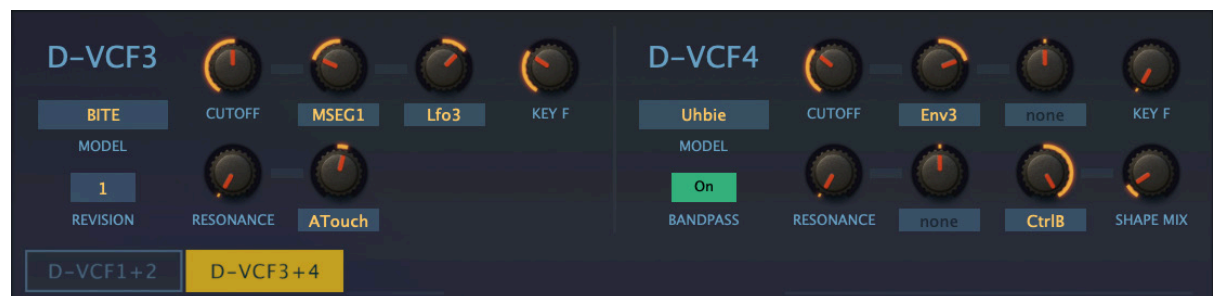 D-VCF3
BITE
MODEL
1
REVISION
CUTOFF MSEG1 Lfo3 KEY F
RESONANCE ATouch
D-VCF4
Uhbie
MODEL
On
BANDPASS
CUTOFF Env3 none KEY F
RESONANCE none CtrlB SHAPE MIX
D-VCF1+2 D-VCF3+4